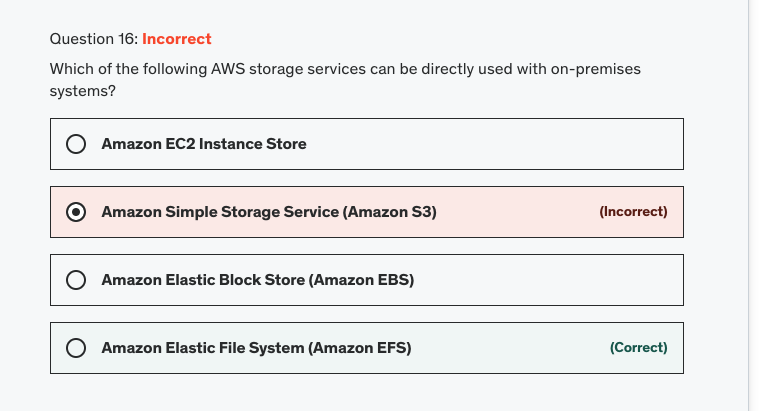 Question 16: Incorrect
Which of the following AWS storage services can be directly used with on-premises
systems?
Amazon EC2 Instance Store
Amazon Simple Storage Service (Amazon S3) (Incorrect)
Amazon Elastic Block Store (Amazon EBS)
Amazon Elastic File System (Amazon EFS) (Correct)